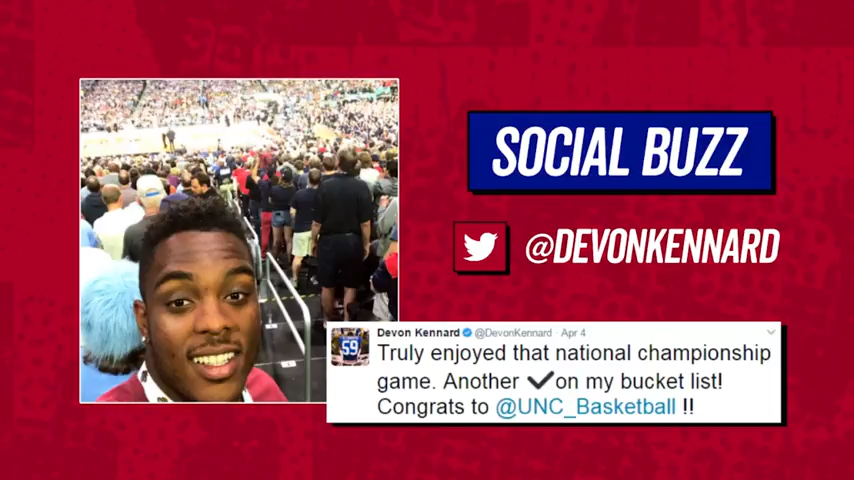 SOCIAL BUZZ
@DEVONKENNARD
Devon Kennard @DevonKennard · Apr 4
59
Truly enjoyed that national championship
game. Another ✔on my bucket list!
Congrats to @UNC_Basketball !!